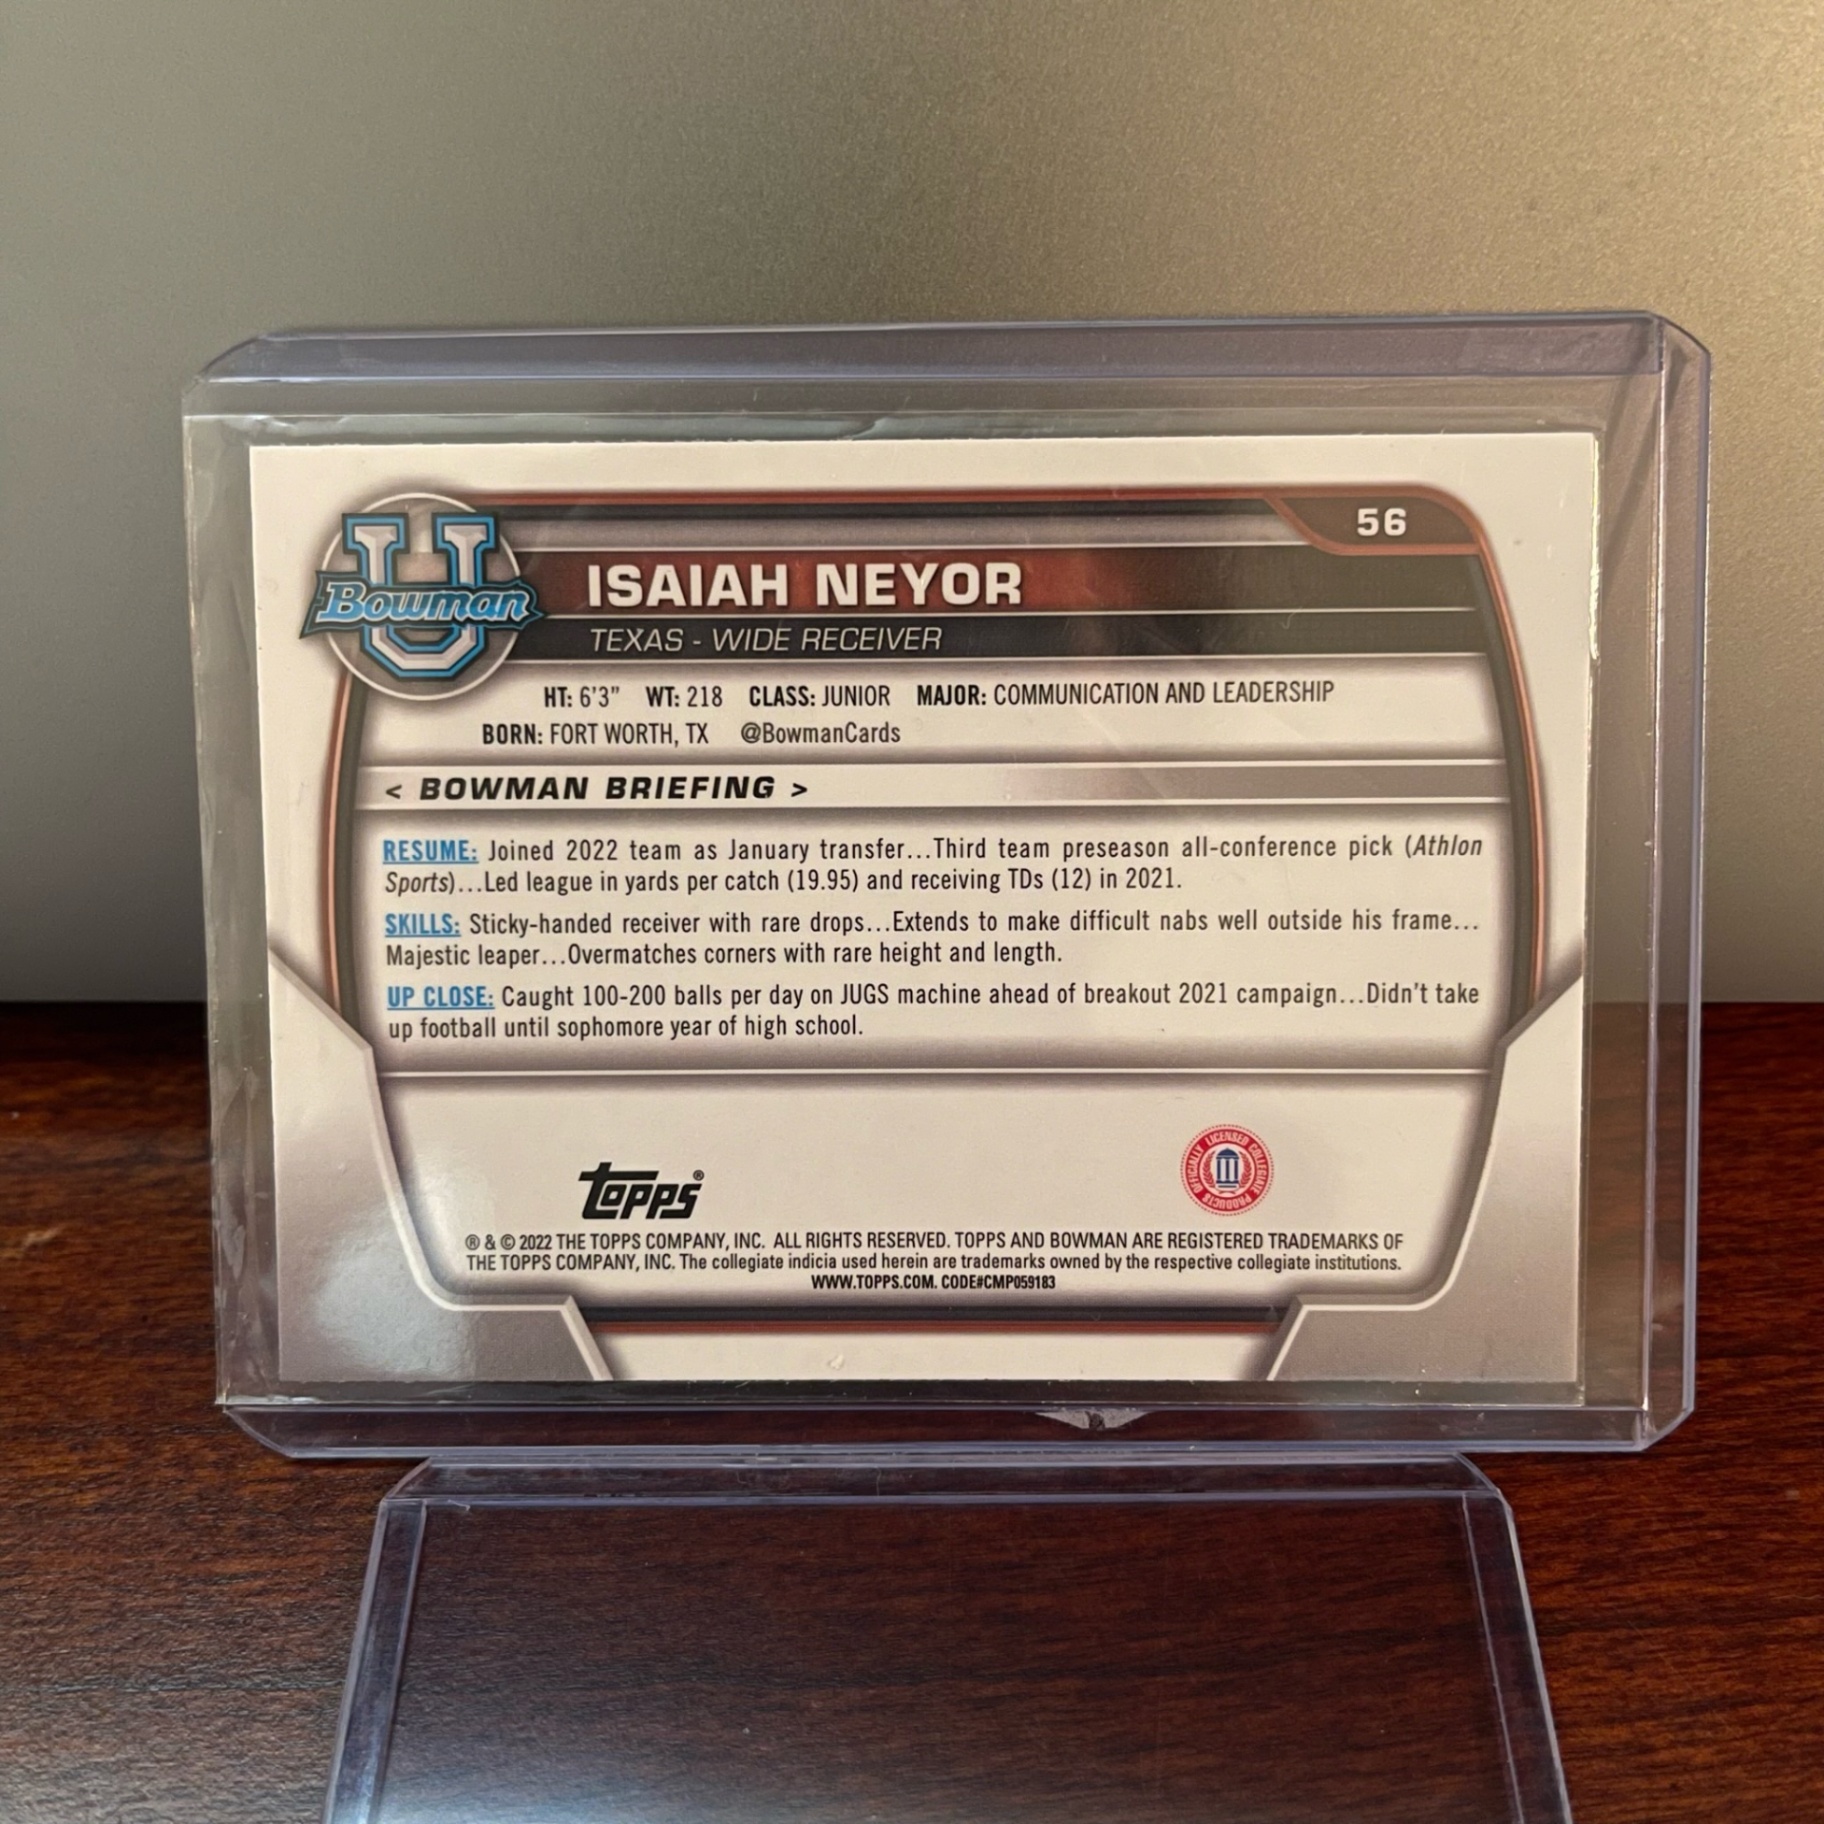 56
U
Bowman
ISAIAH NEYOR
TEXAS - WIDE RECEIVER
HT: 6'3" WT: 218 CLASS: JUNIOR MAJOR: COMMUNICATION AND LEADERSHIP
BORN: FORT WORTH, TX @BowmanCards
< BOWMAN BRIEFING >
RESUME: Joined 2022 team as January transfer...Third team preseason all-conference pick (Athlon
Sports)...Led league in yards per catch (19.95) and receiving TDs (12) in 2021.
SKILLS: Sticky-handed receiver with rare drops...Extends to make difficult nabs well outside his frame...
Majestic leaper...Overmatches corners with rare height and length.
UP CLOSE: Caught 100-200 balls per day on JUGS machine ahead of breakout 2021 campaign...Didn't take
up football until sophomore year of high school.
topps®
OFFICIALLY LICENSED COLLEGIATE PRODUCTS
® & © 2022 THE TOPPS COMPANY, INC. ALL RIGHTS RESERVED. TOPPS AND BOWMAN ARE REGISTERED TRADEMARKS OF
THE TOPPS COMPANY, INC. The collegiate indicia used herein are trademarks owned by the respective collegiate institutions.
WWW.TOPPS.COM. CODE#CMP059183